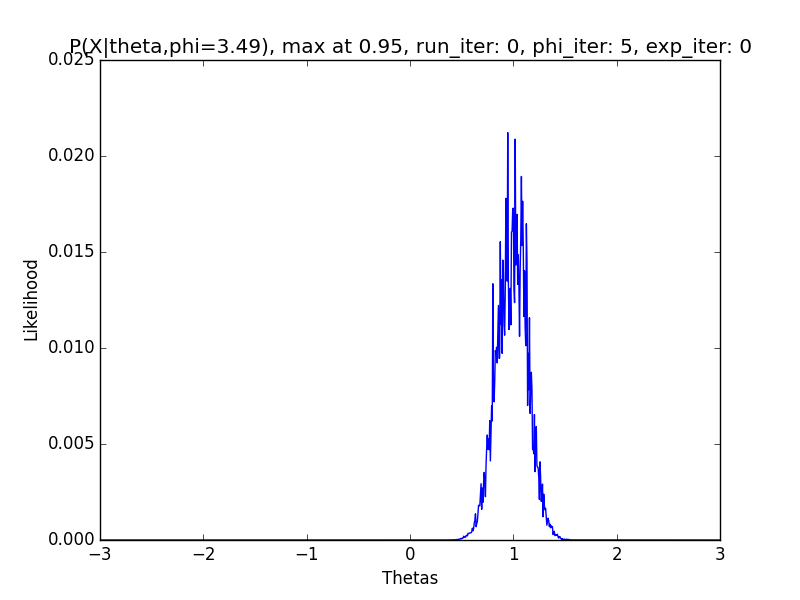 P(X|theta,phi=3.49), max at 0.95, run_iter: 0, phi_iter: 5, exp_iter: 0
0.025
0.020
0.015
0.010
0.005
0.000
Likelihood
−3 −2 −1 0 1 2 3
Thetas